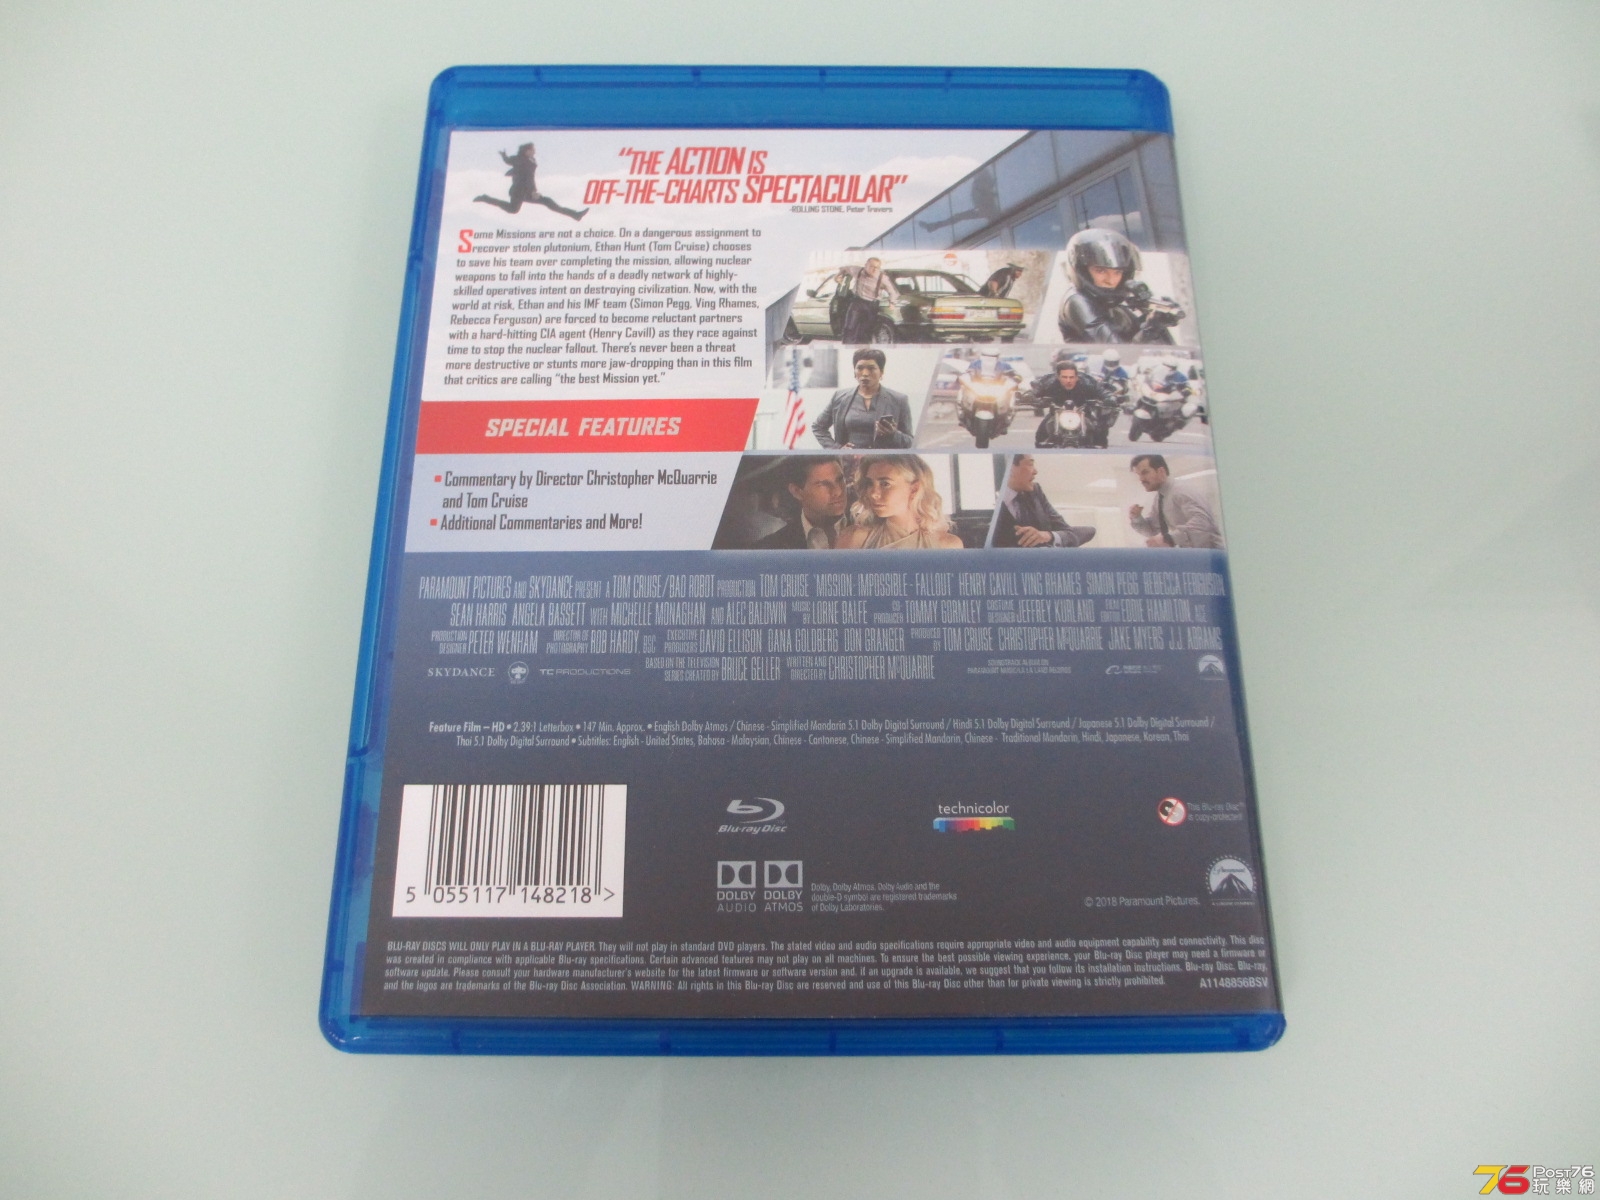 "THE ACTION IS
OFF-THE-CHARTS SPECTACULAR"
-ROLLING STONE, Peter Travers
Some Missions are not a choice. On a dangerous assignment to
recover stolen plutonium, Ethan Hunt (Tom Cruise) chooses
to save his team over completing the mission, allowing nuclear
weapons to fall into the hands of a deadly network of highly-
skilled operatives intent on destroying civilization. Now, with the
world at risk, Ethan and his IMF team (Simon Pegg, Ving Rhames,
Rebecca Ferguson) are forced to become reluctant partners
with a hard-hitting CIA agent (Henry Cavill) as they race against
time to stop the nuclear fallout. There's never been a threat
more destructive or stunts more jaw-dropping than in this film
that critics are calling "the best Mission yet."
SPECIAL FEATURES
▪ Commentary by Director Christopher McQuarrie
and Tom Cruise
▪ Additional Commentaries and More!
PARAMOUNT PICTURES AND SKYDANCE PRESENT A TOM CRUISE/BAD ROBOT PRODUCTION TOM CRUISE "MISSION: IMPOSSIBLE - FALLOUT" HENRY CAVILL VING RHAMES SIMON PEGG REBECCA FERGUSON
SEAN HARRIS ANGELA BASSETT WITH MICHELLE MONAGHAN AND ALEC BALDWIN MUSIC BY LORNE BALFE CO-PRODUCER TOMMY GORMLEY COSTUME DESIGNER JEFFREY KURLAND FILM EDITOR EDDIE HAMILTON, ACE
PRODUCTION DESIGNER PETER WENHAM DIRECTOR OF PHOTOGRAPHY ROB HARDY, BSC EXECUTIVE PRODUCERS DAVID ELLISON DANA GOLDBERG DON GRANGER PRODUCED BY TOM CRUISE CHRISTOPHER McQUARRIE JAKE MYERS J.J. ABRAMS
SKYDANCE TC PRODUCTIONS BASED ON THE TELEVISION SERIES CREATED BY BRUCE GELLER WRITTEN AND DIRECTED BY CHRISTOPHER McQUARRIE SOUNDTRACK ALBUM ON PARAMOUNT MUSIC/LA-LA LAND RECORDS
Feature Film – HD • 2.39:1 Letterbox • 147 Min. Approx. • English Dolby Atmos / Chinese - Simplified Mandarin 5.1 Dolby Digital Surround / Hindi 5.1 Dolby Digital Surround / Japanese 5.1 Dolby Digital Surround /
Thai 5.1 Dolby Digital Surround • Subtitles: English - United States, Bahasa - Malaysian, Chinese - Cantonese, Chinese - Simplified Mandarin, Chinese - Traditional Mandarin, Hindi, Japanese, Korean, Thai
Blu-ray Disc
technicolor
This Blu-ray Disc™
is copy-protected
5 055117 148218 >
DOLBY AUDIO
DOLBY ATMOS
Dolby, Dolby Atmos, Dolby Audio and the
double-D symbol are registered trademarks
of Dolby Laboratories.
© 2018 Paramount Pictures.
Paramount
BLU-RAY DISCS WILL ONLY PLAY IN A BLU-RAY PLAYER. They will not play in standard DVD players. The stated video and audio specifications require appropriate video and audio equipment capability and connectivity. This disc
was created in compliance with applicable Blu-ray specifications. Certain advanced features may not play on all machines. To ensure the best possible viewing experience, your Blu-ray Disc player may need a firmware or
software update. Please consult your hardware manufacturer's website for the latest firmware or software version and, if an upgrade is available, we suggest that you follow its installation instructions. Blu-ray Disc, Blu-ray,
and the logos are trademarks of the Blu-ray Disc Association. WARNING: All rights in this Blu-ray Disc are reserved and use of this Blu-ray Disc other than for private viewing is strictly prohibited.
A1148856BSV
76 Post76
玩樂網